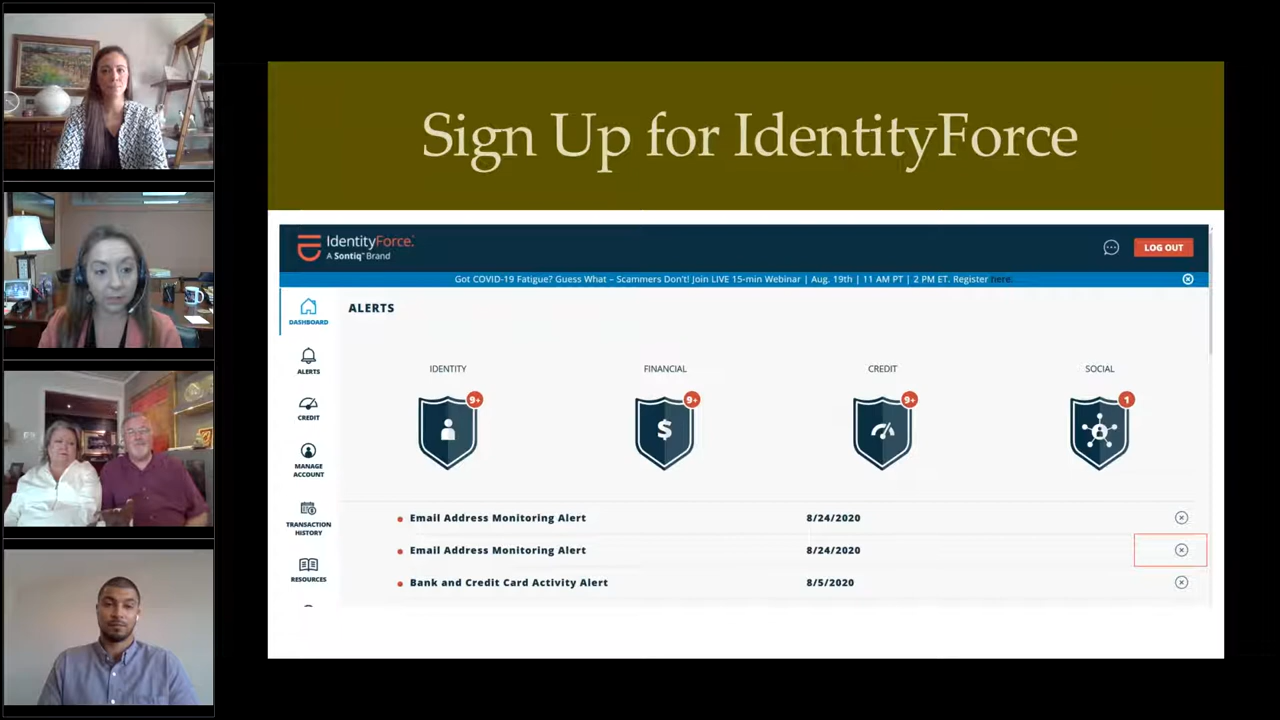 Sign Up for IdentityForce
IdentityForce®
A Sontiq™ Brand
LOG OUT
Got COVID-19 Fatigue? Guess What – Scammers Don't! Join LIVE 15-min Webinar | Aug. 19th | 11 AM PT | 2 PM ET. Register here.
DASHBOARD
ALERTS
CREDIT
MANAGE
ACCOUNT
TRANSACTION
HISTORY
RESOURCES
ALERTS
IDENTITY
FINANCIAL
CREDIT
SOCIAL
9+
9+
9+
1
$
Email Address Monitoring Alert 8/24/2020
Email Address Monitoring Alert 8/24/2020
Bank and Credit Card Activity Alert 8/5/2020